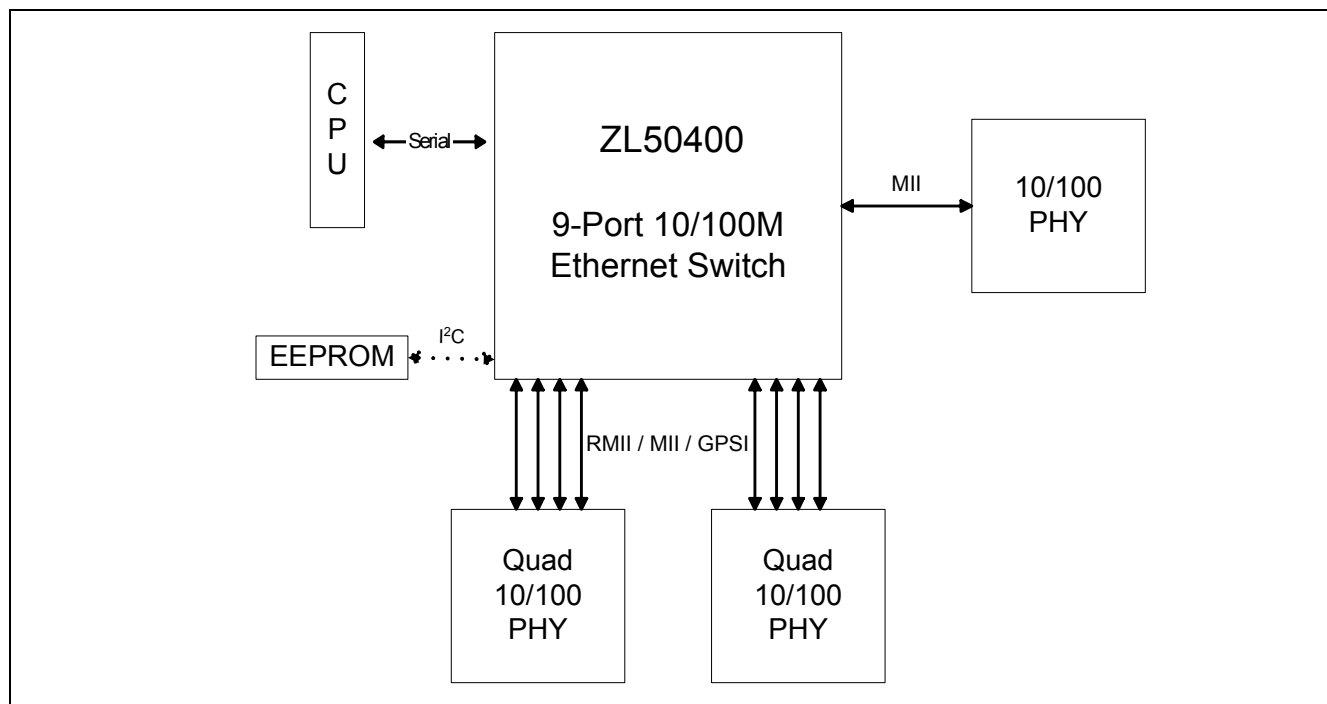 C
P
U
Serial
ZL50400
9-Port 10/100M
Ethernet Switch
MII
10/100
PHY
EEPROM
I²C
RMII / MII / GPSI
Quad
10/100
PHY
Quad
10/100
PHY